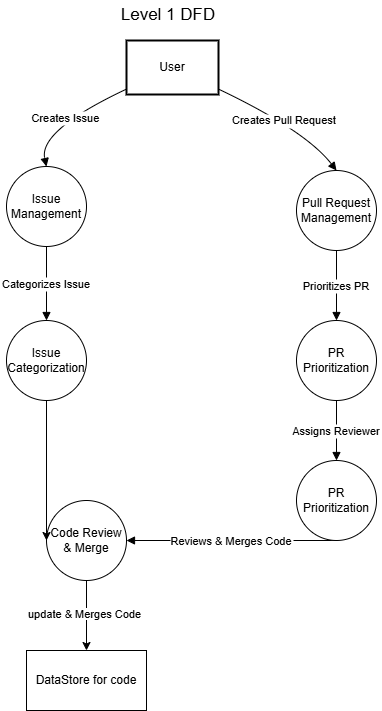 Level 1 DFD
User
Creates Issue
Creates Pull Request
Issue
Management
Pull Request
Management
Categorizes Issue
Prioritizes PR
Issue
Categorization
PR
Prioritization
Assigns Reviewer
PR
Prioritization
Code Review
& Merge
Reviews & Merges Code
update & Merges Code
DataStore for code